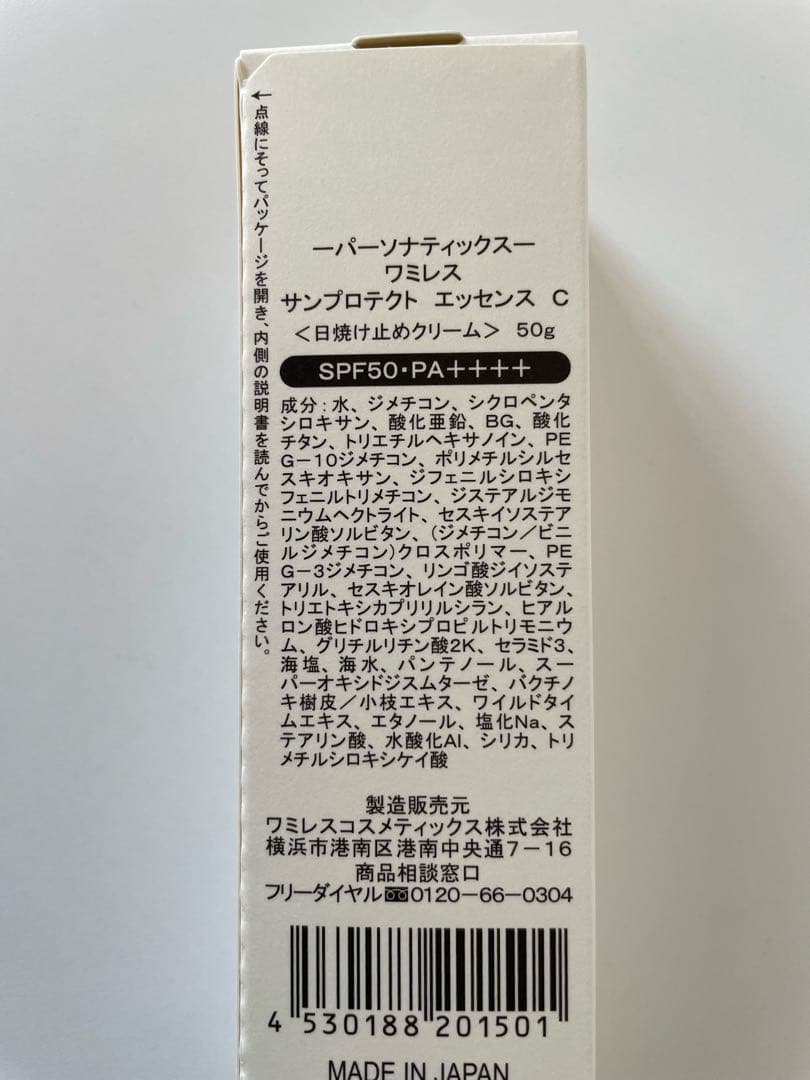 ←点線にそってパッケージを開き、内側の説明書を読んでからご使用ください。
ーパーソナティックスー
ワミレス
サンプロテクト エッセンス C
＜日焼け止めクリーム＞ 50g
SPF50・PA＋＋＋＋
成分：水、ジメチコン、シクロペンタ
シロキサン、酸化亜鉛、BG、酸化
チタン、トリエチルヘキサノイン、PE
G－10ジメチコン、ポリメチルシルセ
スキオキサン、ジフェニルシロキシ
フェニルトリメチコン、ジステアルジモ
ニウムヘクトライト、セスキイソステア
リン酸ソルビタン、（ジメチコン／ビニ
ルジメチコン）クロスポリマー、PE
G－3ジメチコン、リンゴ酸ジイソステ
アリル、セスキオレイン酸ソルビタン、
トリエトキシカプリリルシラン、ヒアル
ロン酸ヒドロキシプロピルトリモニウ
ム、グリチルリチン酸2K、セラミド3、
海塩、海水、パンテノール、スー
パーオキシドジスムターゼ、バクチノ
キ樹皮／小枝エキス、ワイルドタイ
ムエキス、エタノール、塩化Na、ス
テアリン酸、水酸化Al、シリカ、トリ
メチルシロキシケイ酸
製造販売元
ワミレスコスメティックス株式会社
横浜市港南区港南中央通7－16
商品相談窓口
フリーダイヤル 0120－66－0304
4 530188 201501
MADE IN JAPAN